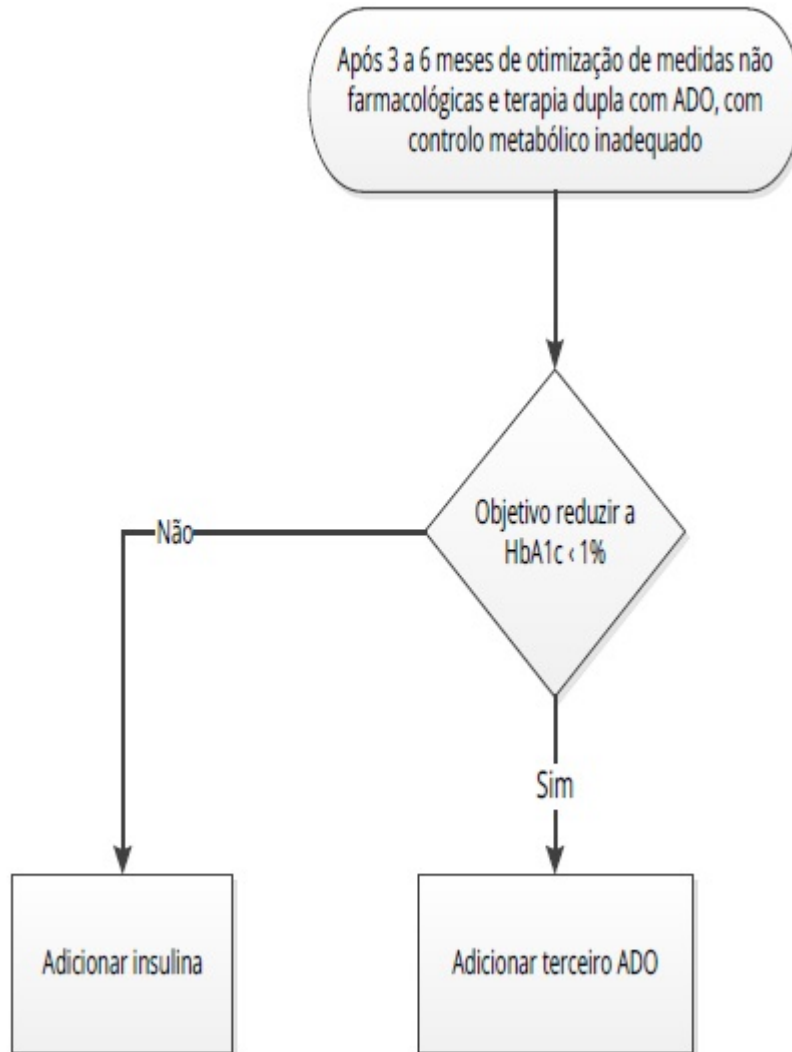 Após 3 a 6 meses de otimização de medidas não
farmacológicas e terapia dupla com ADO, com
controlo metabólico inadequado
Objetivo reduzir a
HbA1c ‹ 1%
Não
Sim
Adicionar insulina
Adicionar terceiro ADO